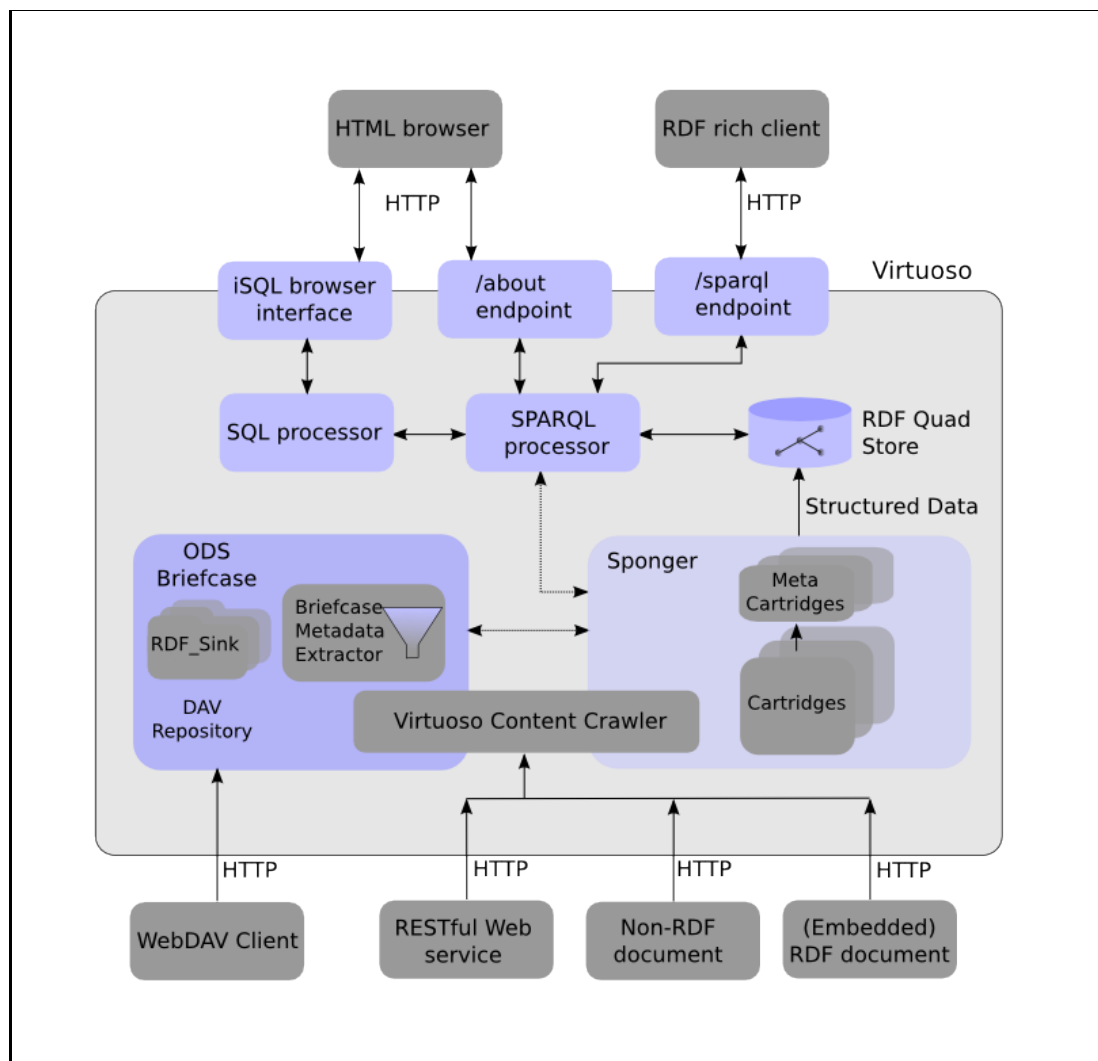 HTML browser
RDF rich client
HTTP
HTTP
Virtuoso
iSQL browser
interface
/about
endpoint
/sparql
endpoint
SQL processor
SPARQL
processor
RDF Quad
Store
Structured Data
ODS
Briefcase
RDF_Sink
Briefcase
Metadata
Extractor
DAV
Repository
Sponger
Meta
Cartridges
Cartridges
Virtuoso Content Crawler
HTTP
HTTP
HTTP
HTTP
WebDAV Client
RESTful Web
service
Non-RDF
document
(Embedded)
RDF document